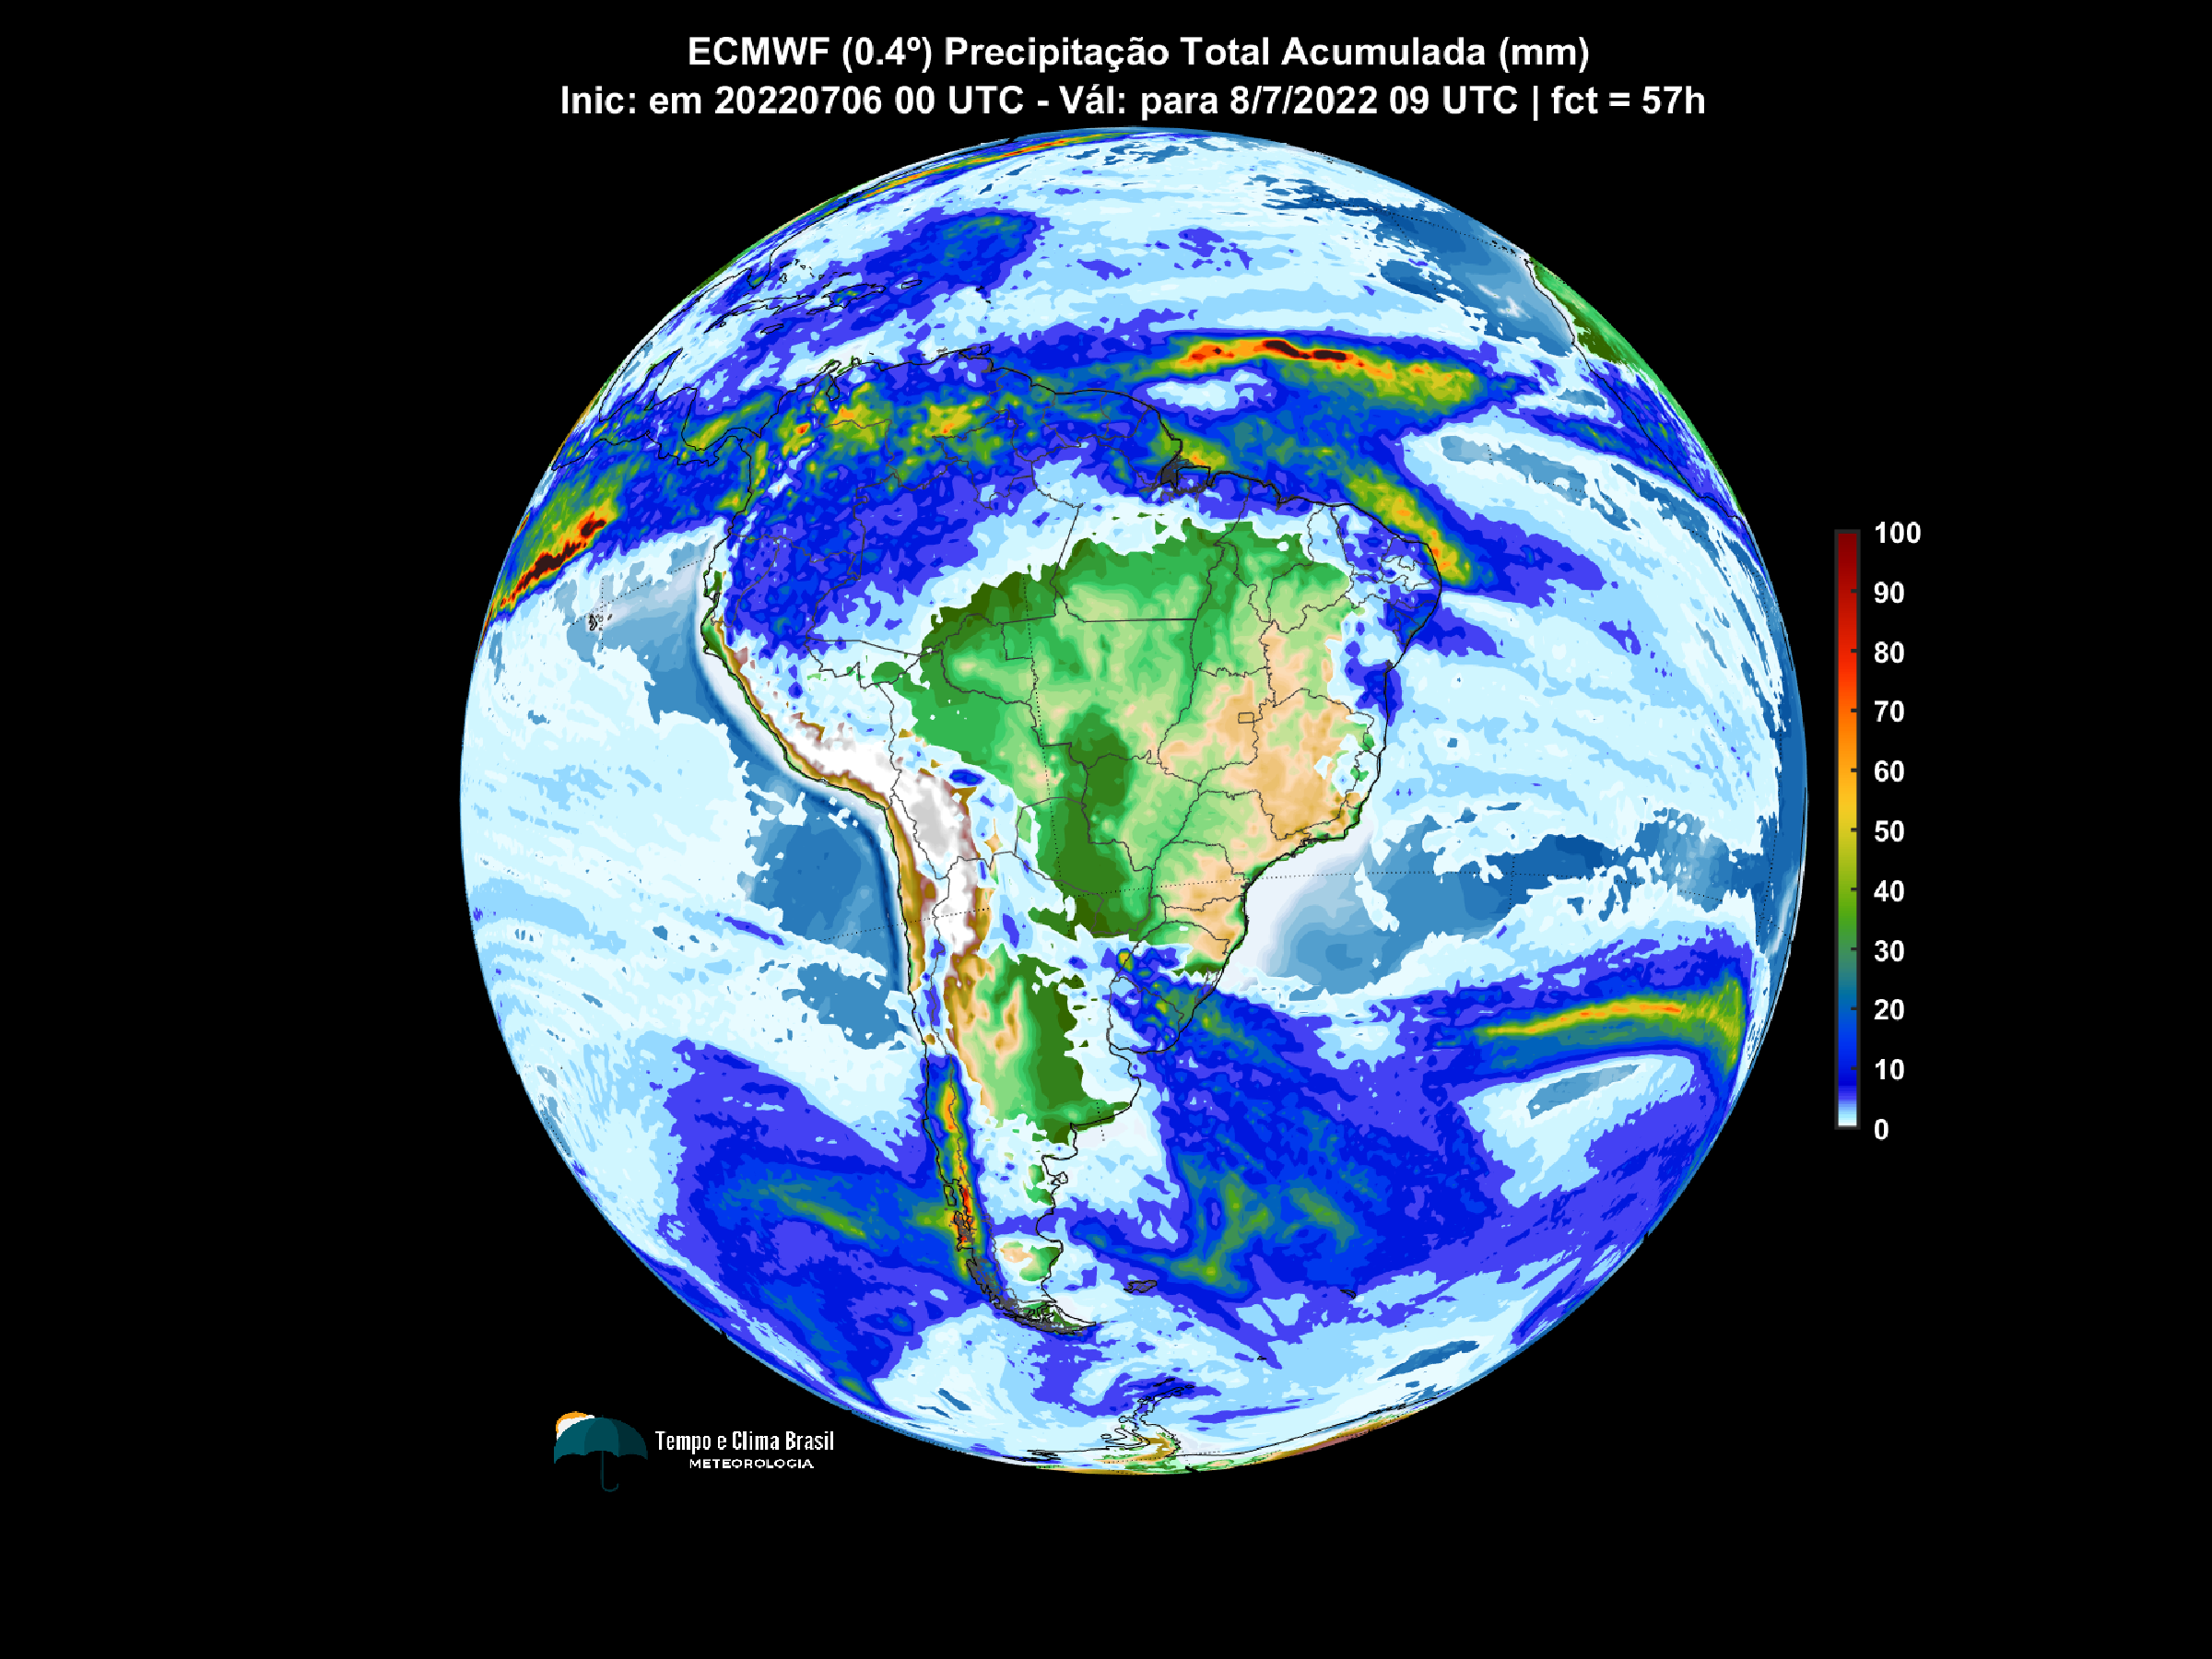 ECMWF (0.4º) Precipitação Total Acumulada (mm)
Inic: em 20220706 00 UTC - Vál: para 8/7/2022 09 UTC | fct = 57h
100
90
80
70
60
50
40
30
20
10
0
Tempo e Clima Brasil
METEOROLOGIA